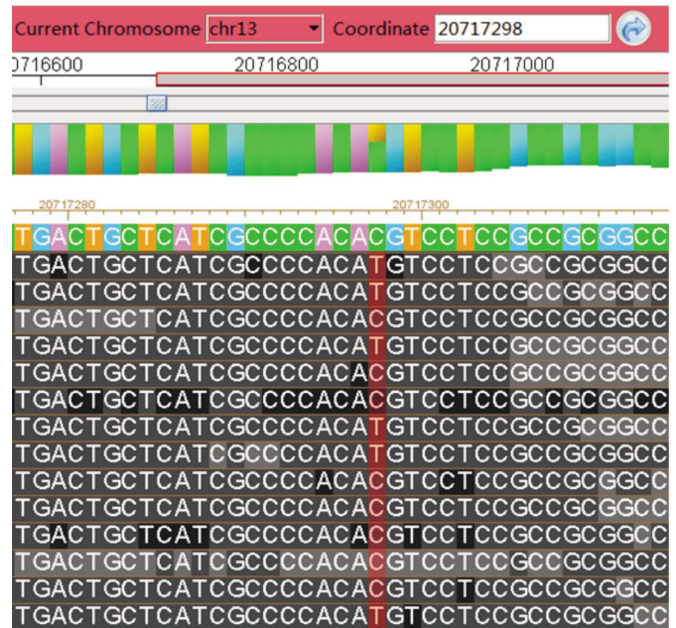 Current Chromosome chr13 Coordinate 20717298
0716600 20716800 20717000
20717280 20717300
TGACTGCTCATCGCCCCACACGTCCTCCGCCGCGGCC
TGACTGCTCATCGCCCCACATGTCCTCCGCCGCGGCC
TGACTGCTCATCGCCCCACATGTCCTCCGCCGCGGCC
TGACTGCTCATCGCCCCACACGTCCTCCGCCGCGGCC
TGACTGCTCATCGCCCCACATGTCCTCCGCCGCGGCC
TGACTGCTCATCGCCCCACACGTCCTCCGCCGCGGCC
TGACTGCTCATCGCCCCACACGTCCTCCGCCGCGGCC
TGACTGCTCATCGCCCCACATGTCCTCCGCCGCGGCC
TGACTGCTCATCGCCCCACATGTCCTCCGCCGCGGCC
TGACTGCTCATCGCCCCACACGTCCTCCGCCGCGGCC
TGACTGCTCATCGCCCCACACGTCCTCCGCCGCGGCC
TGACTGCTCATCGCCCCACACGTCCTCCGCCGCGGCC
TGACTGCTCATCGCCCCACACGTCCTCCGCCGCGGCC
TGACTGCTCATCGCCCCACACGTCCTCCGCCGCGGCC
TGACTGCTCATCGCCCCACATGTCCTCCGCCGCGGCC